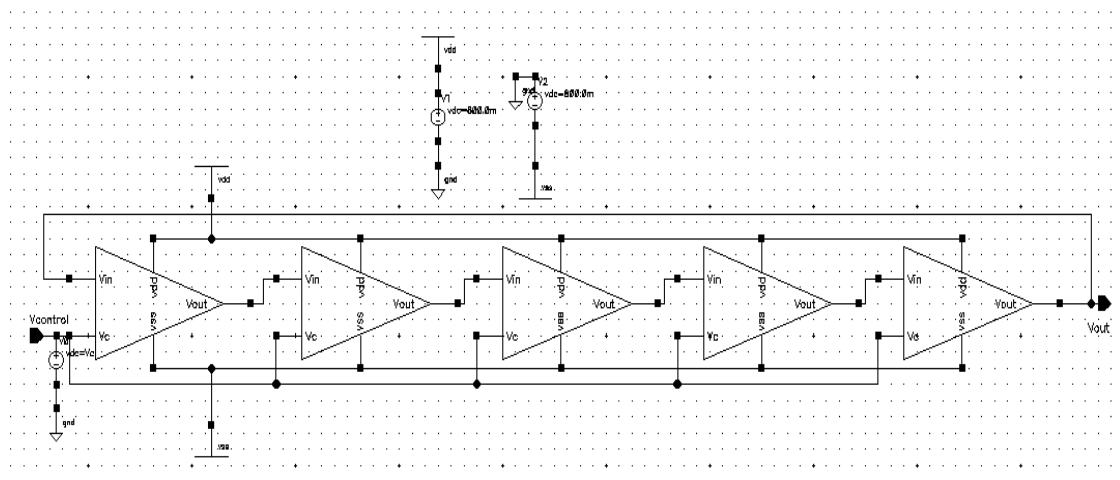 vdd
V1
vdc=800.0m
gnd
V2
gnd
vdc=800.0m
vss
vdd
Vin
vdd
Vout
vss
Vc
Vin
vdd
Vout
vss
Vc
Vin
vdd
Vout
vss
Vc
Vin
vdd
Vout
vss
Vc
Vin
vdd
Vout
vss
Vc
Vcontrol
vdc=Vc
gnd
vss
Vout